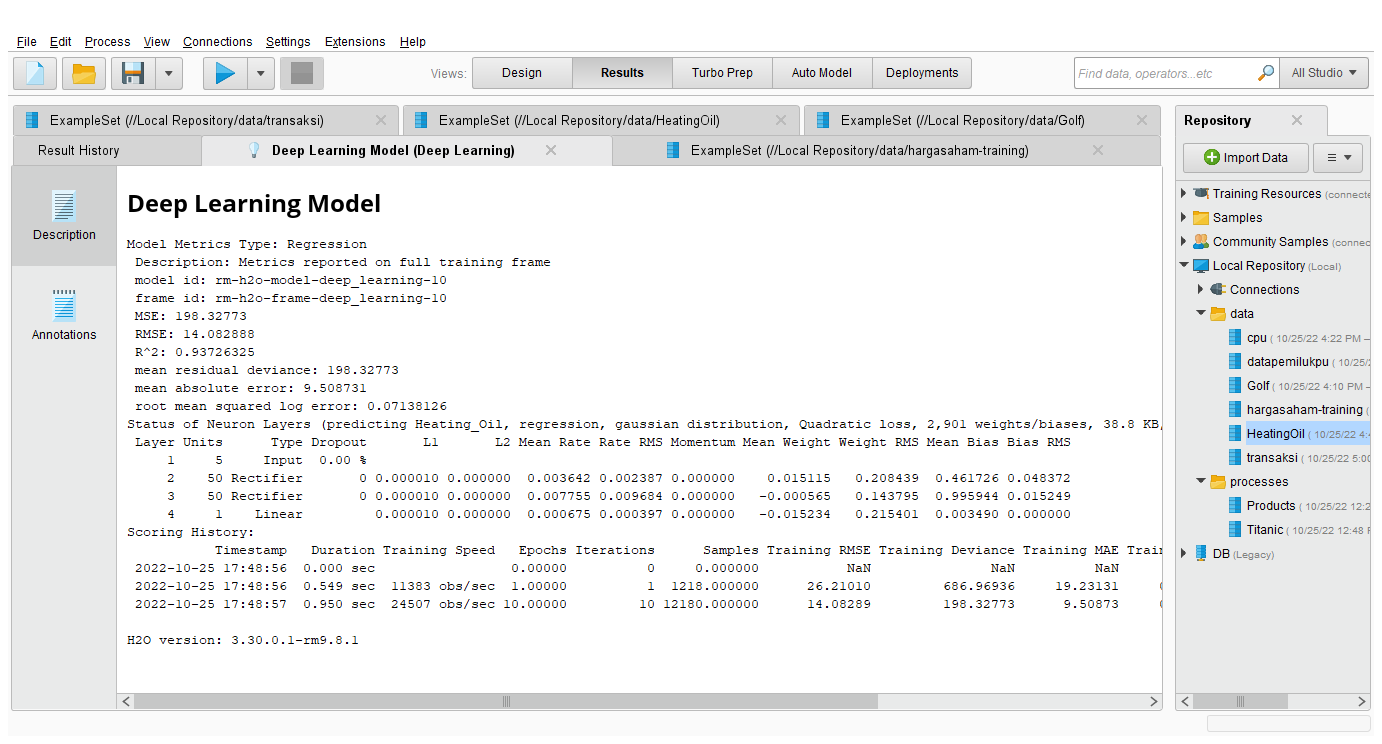 File Edit Process View Connections Settings Extensions Help
Views: Design Results Turbo Prep Auto Model Deployments Find data, operators...etc All Studio
ExampleSet (//Local Repository/data/transaksi) ExampleSet (//Local Repository/data/HeatingOil) ExampleSet (//Local Repository/data/Golf)
Result History Deep Learning Model (Deep Learning) ExampleSet (//Local Repository/data/hargasaham-training)
Description
Annotations
Deep Learning Model
Model Metrics Type: Regression
Description: Metrics reported on full training frame
model id: rm-h2o-model-deep_learning-10
frame id: rm-h2o-frame-deep_learning-10
MSE: 198.32773
RMSE: 14.082888
R^2: 0.93726325
mean residual deviance: 198.32773
mean absolute error: 9.508731
root mean squared log error: 0.07138126
Status of Neuron Layers (predicting Heating_Oil, regression, gaussian distribution, Quadratic loss, 2,901 weights/biases, 38.8 KB,
Layer Units Type Dropout L1 L2 Mean Rate Rate RMS Momentum Mean Weight Weight RMS Mean Bias Bias RMS
1 5 Input 0.00 %
2 50 Rectifier 0 0.000010 0.000000 0.003642 0.002387 0.000000 0.015115 0.208439 0.461726 0.048372
3 50 Rectifier 0 0.000010 0.000000 0.007755 0.009684 0.000000 -0.000565 0.143795 0.995944 0.015249
4 1 Linear 0.000010 0.000000 0.000675 0.000397 0.000000 -0.015234 0.215401 0.003490 0.000000
Scoring History:
Timestamp Duration Training Speed Epochs Iterations Samples Training RMSE Training Deviance Training MAE Train
2022-10-25 17:48:56 0.000 sec 0.00000 0 0.000000 NaN NaN NaN
2022-10-25 17:48:56 0.549 sec 11383 obs/sec 1.00000 1 1218.000000 26.21010 686.96936 19.23131
2022-10-25 17:48:57 0.950 sec 24507 obs/sec 10.00000 10 12180.000000 14.08289 198.32773 9.50873
H2O version: 3.30.0.1-rm9.8.1
Repository
Import Data
Training Resources (connecte
Samples
Community Samples (connec
Local Repository (Local)
Connections
data
cpu ( 10/25/22 4:22 PM –
datapemilukpu ( 10/25/
Golf ( 10/25/22 4:10 PM –
hargasaham-training (
HeatingOil ( 10/25/22 4:
transaksi ( 10/25/22 5:00
processes
Products ( 10/25/22 12:2
Titanic ( 10/25/22 12:48
DB (Legacy)